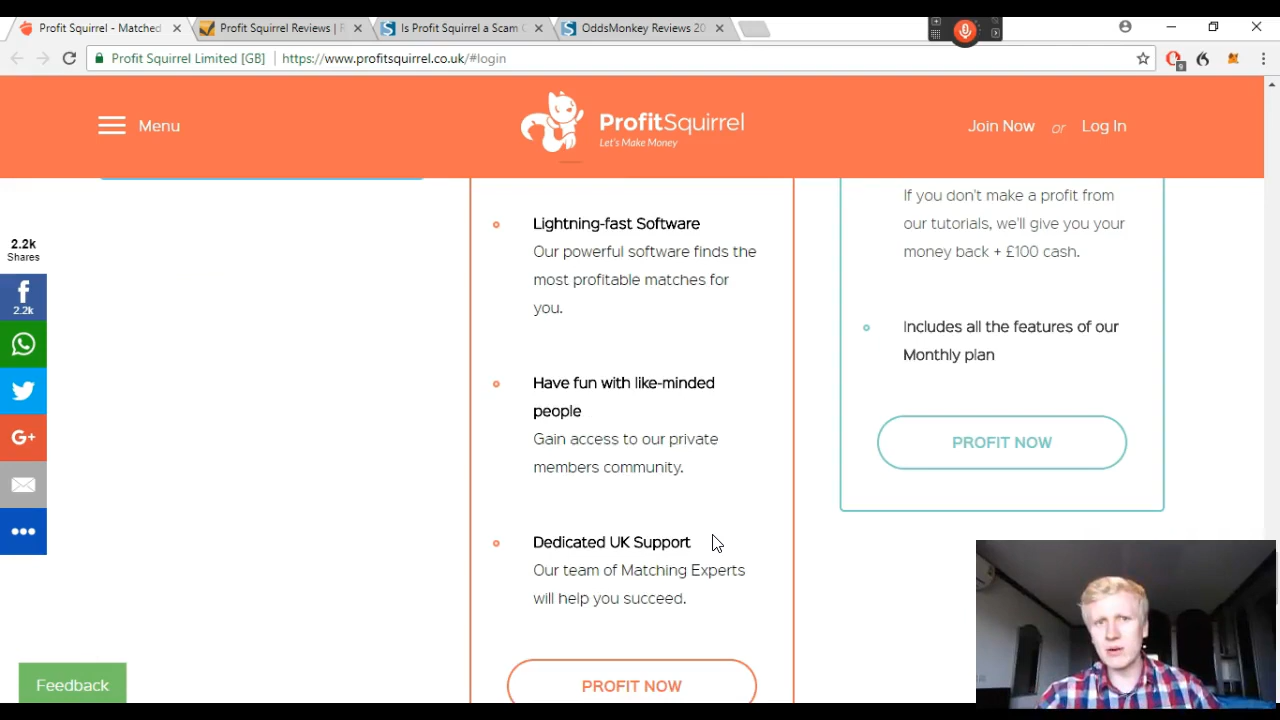 Profit Squirrel - Matched
Profit Squirrel Reviews |
Is Profit Squirrel a Scam
OddsMonkey Reviews 20
Profit Squirrel Limited [GB]
https://www.profitsquirrel.co.uk/#login
9
Menu
ProfitSquirrel
Let's Make Money
Join Now or Log In
2.2k
Shares
2.2k
G+
Lightning-fast Software
Our powerful software finds the
most profitable matches for
you.
Have fun with like-minded
people
Gain access to our private
members community.
Dedicated UK Support
Our team of Matching Experts
will help you succeed.
PROFIT NOW
If you don't make a profit from
our tutorials, we'll give you your
money back + £100 cash.
Includes all the features of our
Monthly plan
PROFIT NOW
Feedback